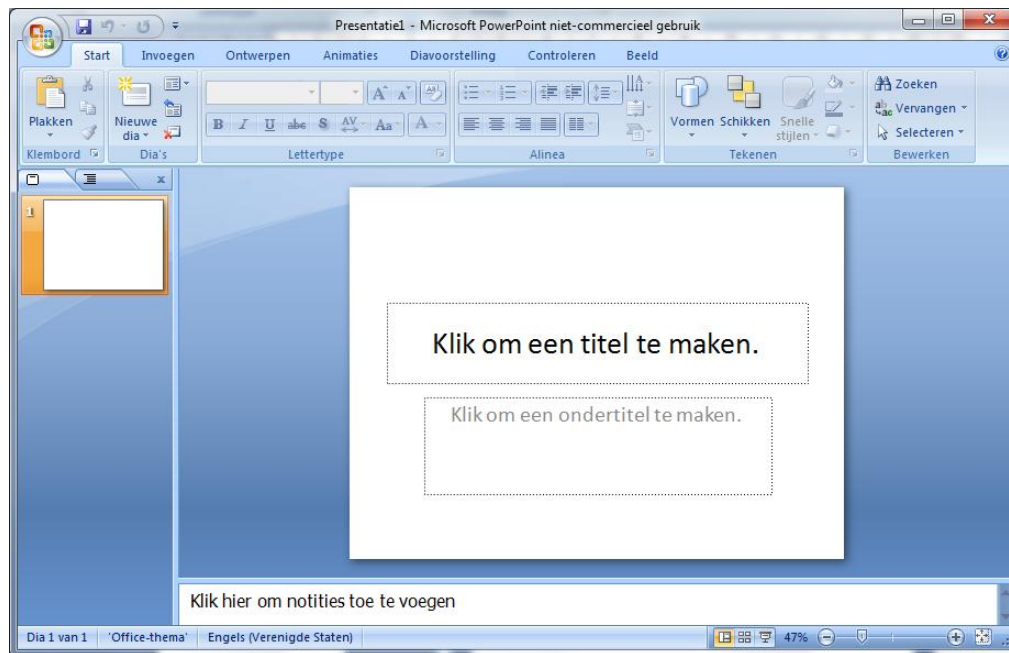 Presentatie1 - Microsoft PowerPoint niet-commercieel gebruik
Start Invoegen Ontwerpen Animaties Diavoorstelling Controleren Beeld
Plakken
Klembord
Nieuwe dia
Dia's
B I U abc S AV Aa A
Lettertype
Alinea
Vormen Schikken Snelle stijlen
Tekenen
Zoeken
Vervangen
Selecteren
Bewerken
1
Klik om een titel te maken.
Klik om een ondertitel te maken.
Klik hier om notities toe te voegen
Dia 1 van 1 'Office-thema' Engels (Verenigde Staten) 47%